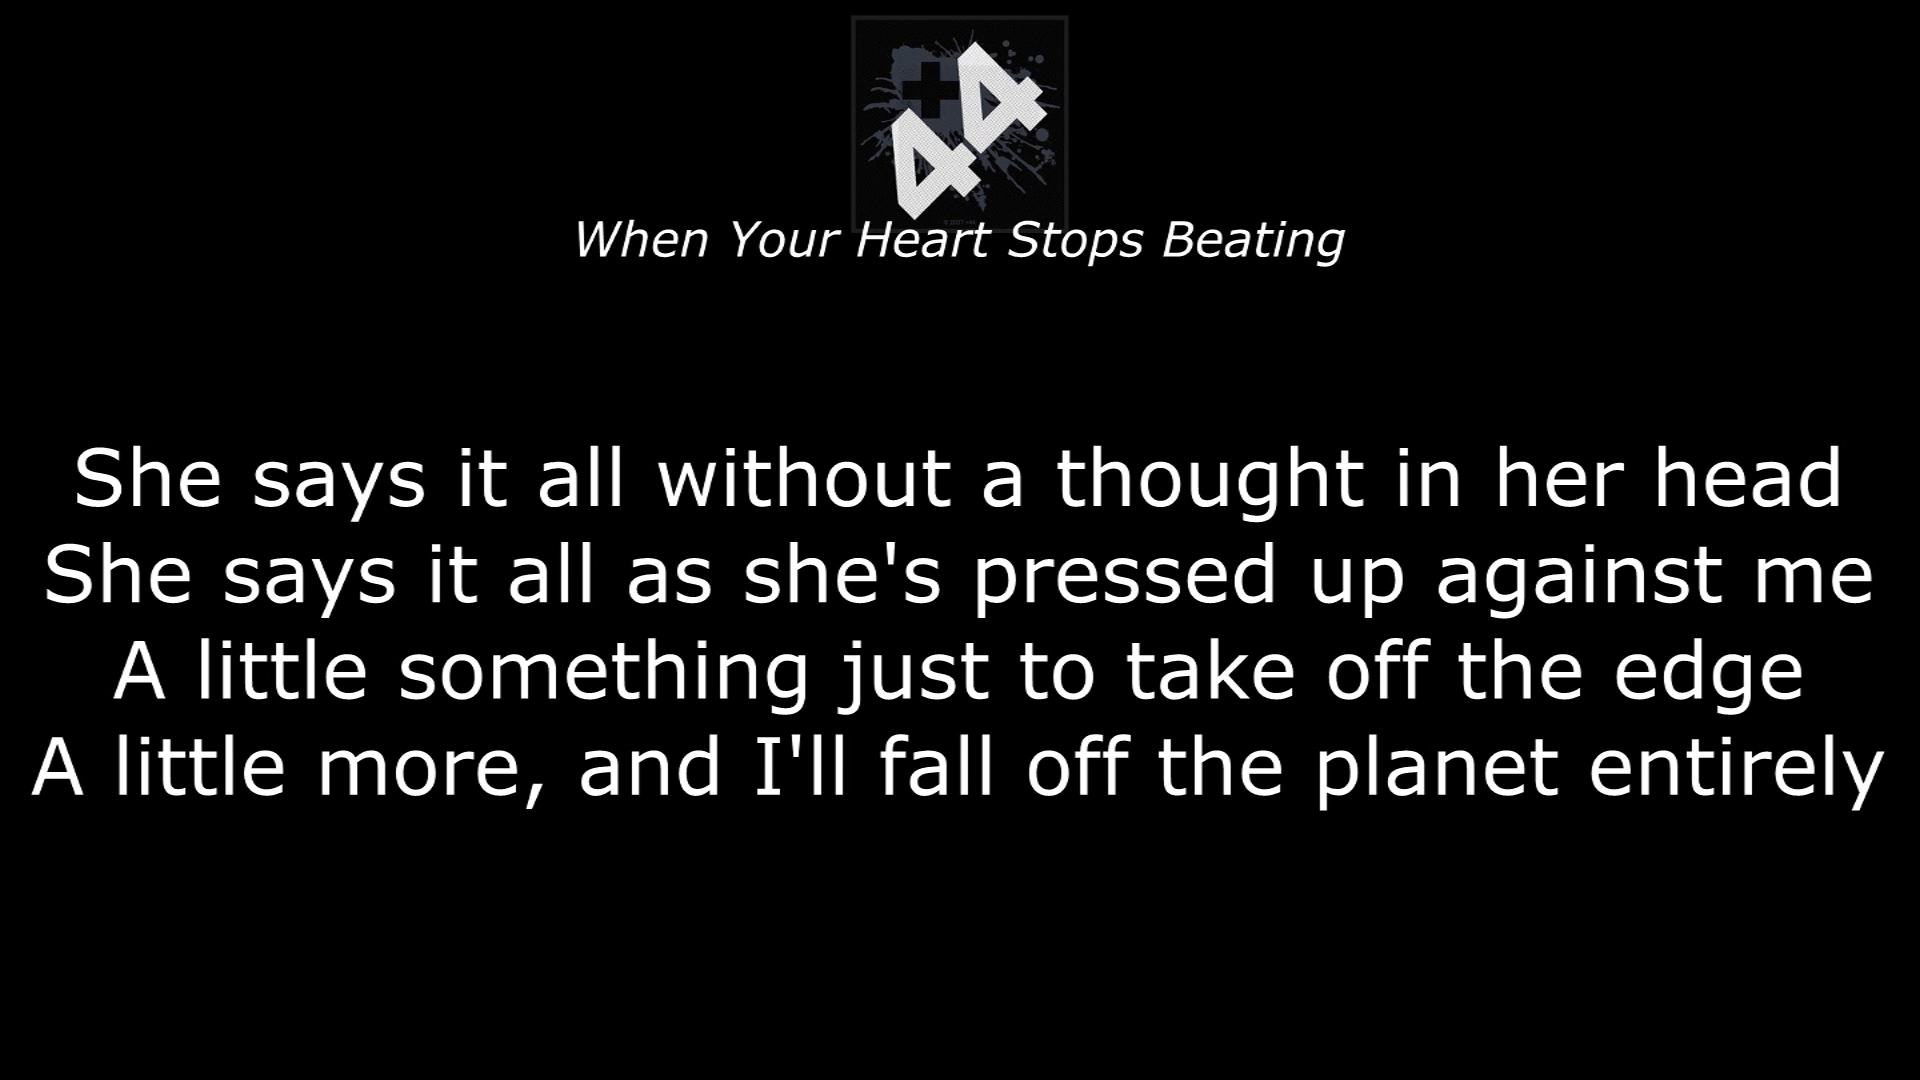 +44
When Your Heart Stops Beating
She says it all without a thought in her head
She says it all as she's pressed up against me
A little something just to take off the edge
A little more, and I'll fall off the planet entirely